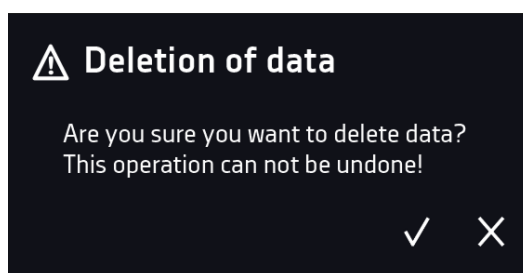 Deletion of data
Are you sure you want to delete data?
This operation can not be undone!